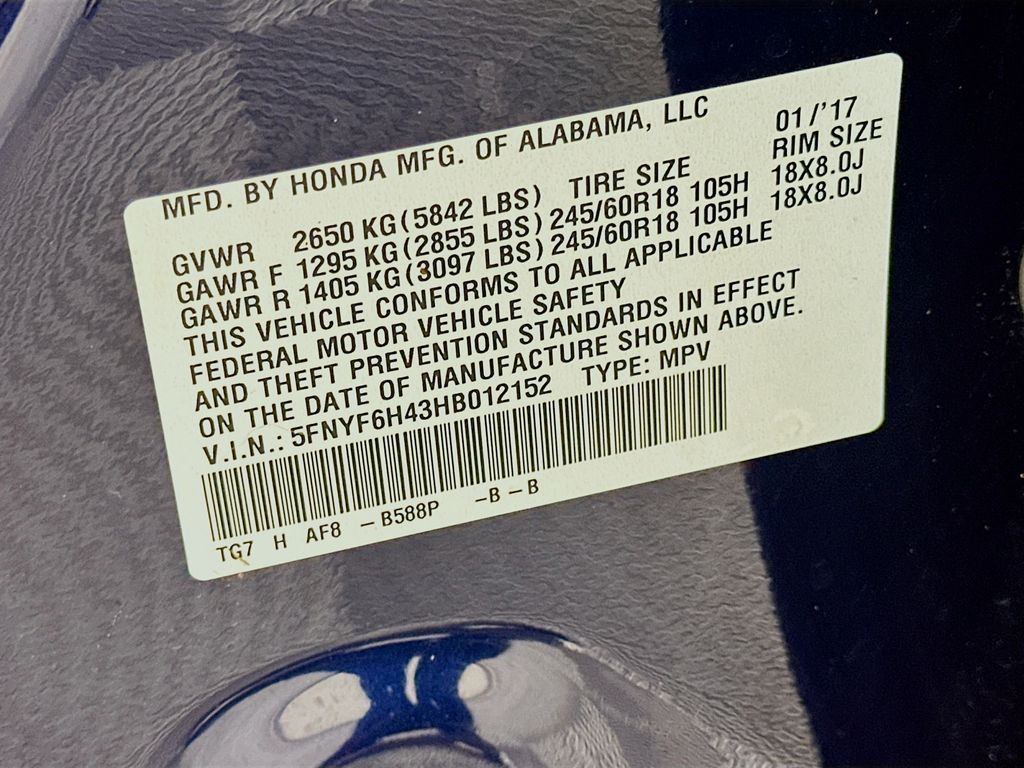 MFD. BY HONDA MFG. OF ALABAMA, LLC 01/'17
GVWR 2650 KG(5842 LBS) TIRE SIZE RIM SIZE
GAWR F 1295 KG(2855 LBS) 245/60R18 105H 18X8.0J
GAWR R 1405 KG(3097 LBS) 245/60R18 105H 18X8.0J
THIS VEHICLE CONFORMS TO ALL APPLICABLE
FEDERAL MOTOR VEHICLE SAFETY
AND THEFT PREVENTION STANDARDS IN EFFECT
ON THE DATE OF MANUFACTURE SHOWN ABOVE.
V.I.N.: 5FNYF6H43HB012152 TYPE: MPV
TG7 H AF8 -B588P -B-B